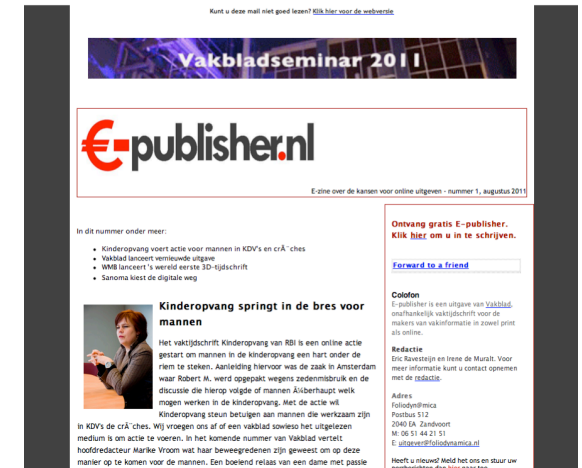 Kunt u deze mail niet goed lezen? Klik hier voor de webversie
Vakbladseminar 2011
€-publisher.nl
E-zine over de kansen voor online uitgeven - nummer 1, augustus 2011
In dit nummer onder meer:
Kinderopvang voert actie voor mannen in KDV's en crÃ¨ches
Vakblad lanceert vernieuwde uitgave
WMB lanceert 's wereld eerste 3D-tijdschrift
Sanoma kiest de digitale weg
Kinderopvang springt in de bres voor
mannen
Het vaktijdschrift Kinderopvang van RBI is een online actie
gestart om mannen in de kinderopvang een hart onder de
riem te steken. Aanleiding hiervoor was de zaak in Amsterdam
waar Robert M. werd opgepakt wegens zedenmisbruik en de
discussie die hierop volgde of mannen Ã¼berhaupt welk
mogen werken in de kinderopvang. Met de actie wil
Kinderopvang steun betuigen aan mannen die werkzaam zijn
in KDV's de crÃ¨ches. Wij vroegen ons af of een vakblad sowieso het uitgelezen
medium is om actie te voeren. In het komende nummer van Vakblad vertelt
hoofdredacteur Marike Vroom wat haar beweegredenen zijn geweest om op deze
manier op te komen voor de mannen. Een boeiend relaas van een dame met passie
Ontvang gratis E-publisher.
Klik hier om u in te schrijven.
Forward to a friend
Colofon
E-publisher is een uitgave van Vakblad,
onafhankelijk vaktijdschrift voor de
makers van vakinformatie in zowel print
als online.
Redactie
Eric Ravesteijn en Irene de Muralt. Voor
meer informatie kunt u contact opnemen
met de redactie.
Adres
Foliodyn@mica
Postbus 512
2040 EA Zandvoort
M: 06 51 44 21 51
E: uitgever@foliodynamica.nl
Heeft u nieuws? Meld het ons en stuur uw